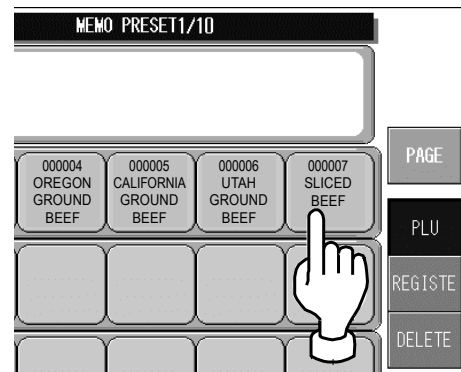 MEMO PRESET1/10
000004
OREGON
GROUND
BEEF
000005
CALIFORNIA
GROUND
BEEF
000006
UTAH
GROUND
BEEF
000007
SLICED
BEEF
PAGE
PLU
REGISTE
DELETE